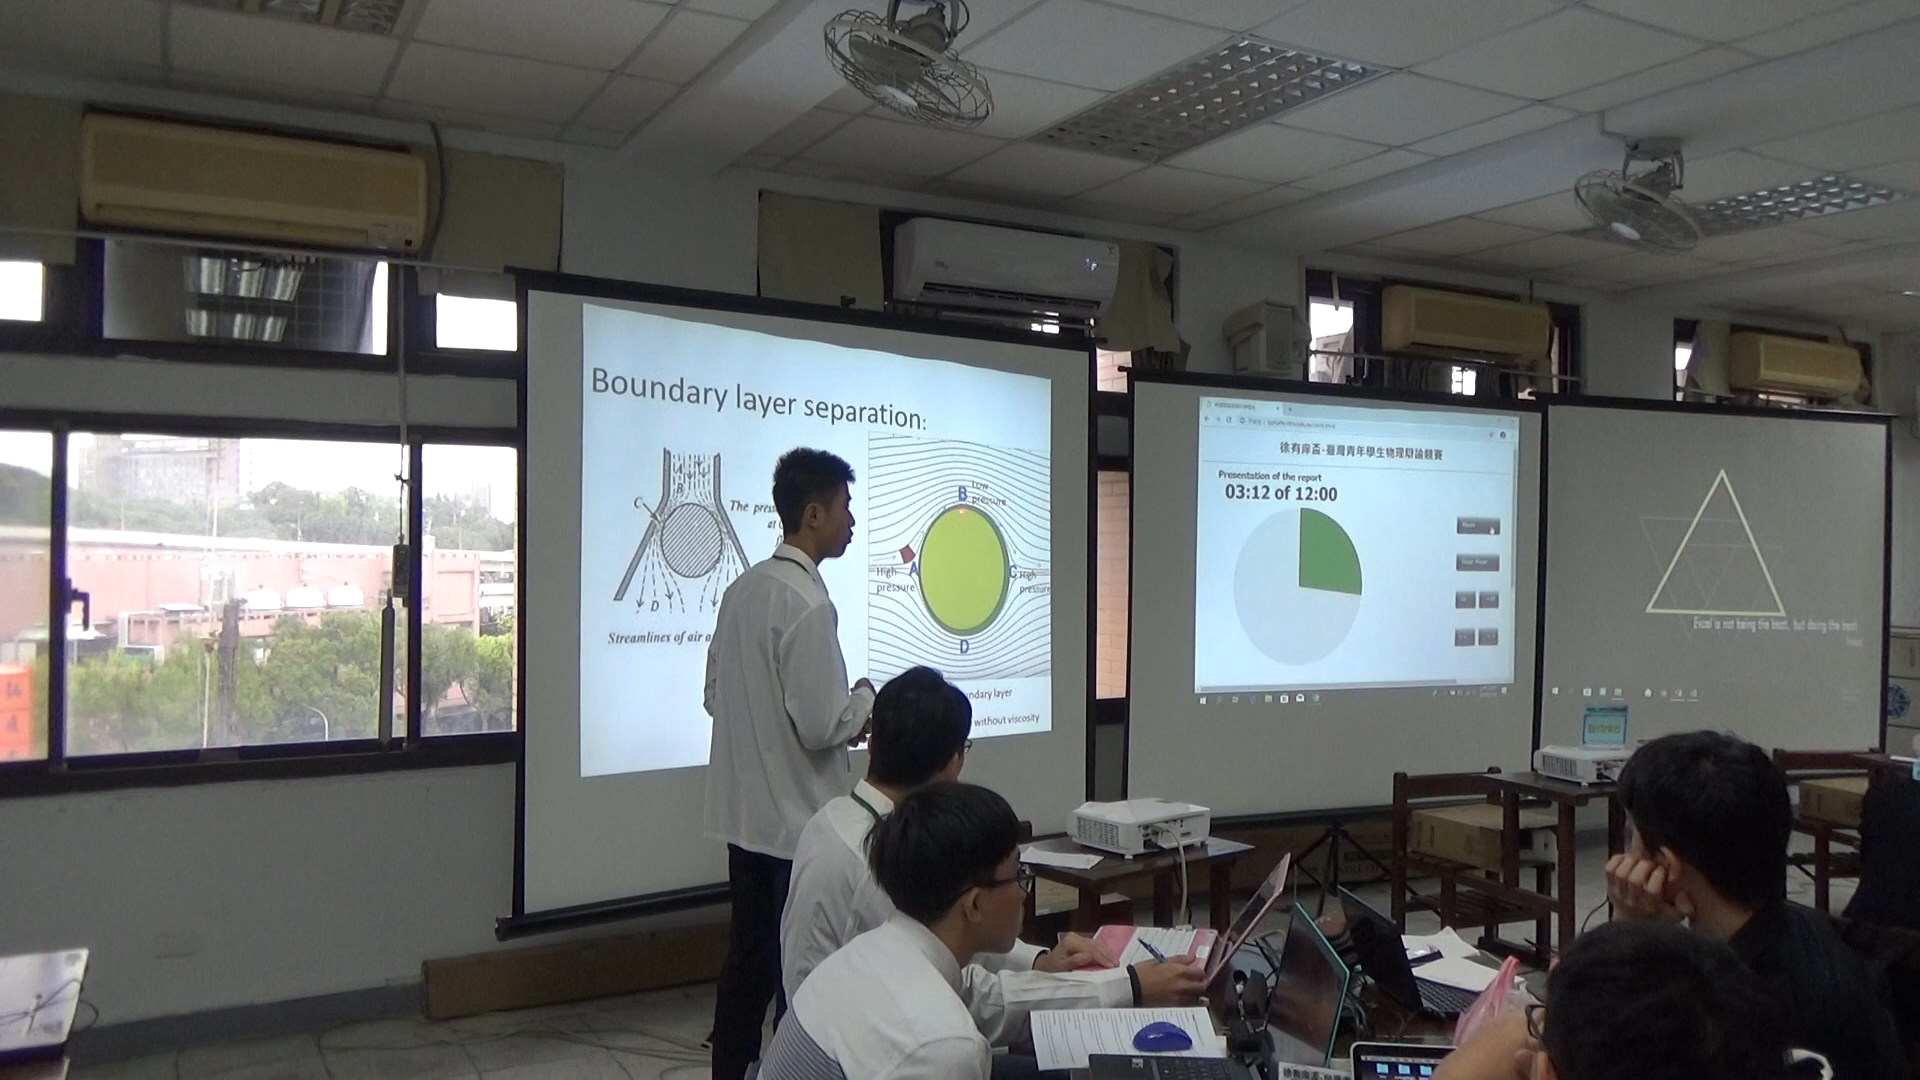 Boundary layer separation:
C
B
The pres
at
D
Streamlines of air a
B
Low
pressure
High
pressure
A
C
High
pressure
D
undary layer
without viscosity
徐有庠盃-臺灣青年學生物理辯論競賽
Presentation of the report
03:12 of 12:00
Excel is not being the best, but doing the best.
Reviewer